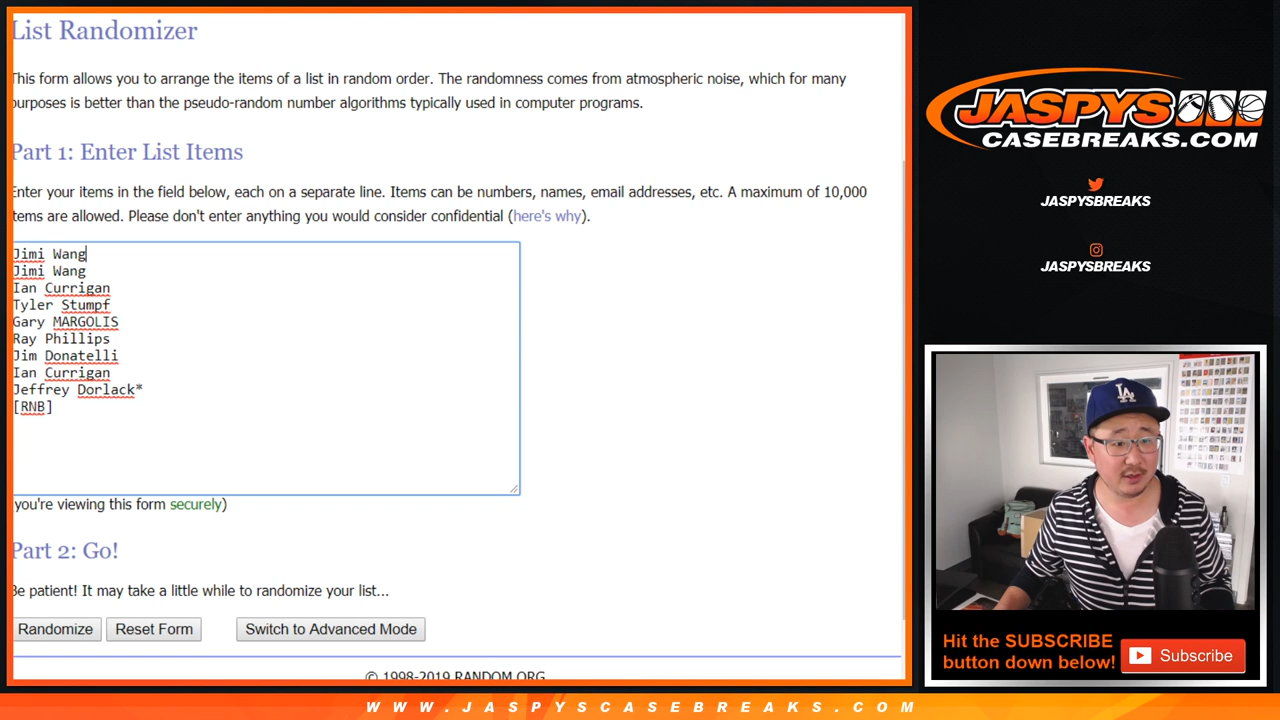 List Randomizer
This form allows you to arrange the items of a list in random order. The randomness comes from atmospheric noise, which for many
purposes is better than the pseudo-random number algorithms typically used in computer programs.
Part 1: Enter List Items
Enter your items in the field below, each on a separate line. Items can be numbers, names, email addresses, etc. A maximum of 10,000
items are allowed. Please don't enter anything you would consider confidential (here's why).
Jimi Wang
Jimi Wang
Ian Currigan
Tyler Stumpf
Gary MARGOLIS
Ray Phillips
Jim Donatelli
Ian Currigan
Jeffrey Dorlack*
[RNB]
you're viewing this form securely)
Part 2: Go!
Be patient! It may take a little while to randomize your list...
Randomize Reset Form Switch to Advanced Mode
© 1998-2019 RANDOM.ORG
JASPYS
CASEBREAKS.COM
JASPYSBREAKS
JASPYSBREAKS
LA
Hit the SUBSCRIBE
button down below!
Subscribe
WWW.JASPYSCASEBREAKS.COM